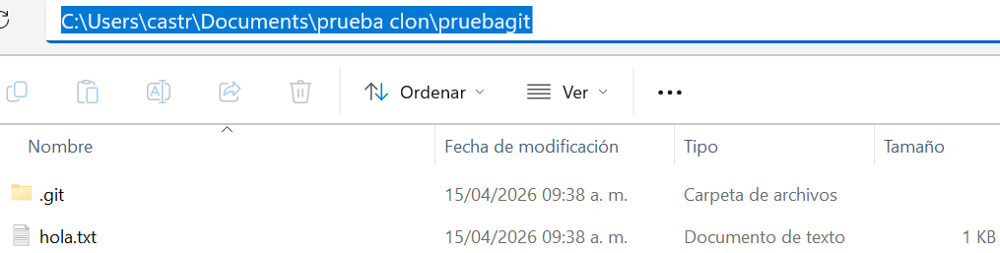 C:\Users\castr\Documents\prueba clon\pruebagit
Ordenar Ver
Nombre Fecha de modificación Tipo Tamaño
.git 15/04/2026 09:38 a. m. Carpeta de archivos
hola.txt 15/04/2026 09:38 a. m. Documento de texto 1 KB